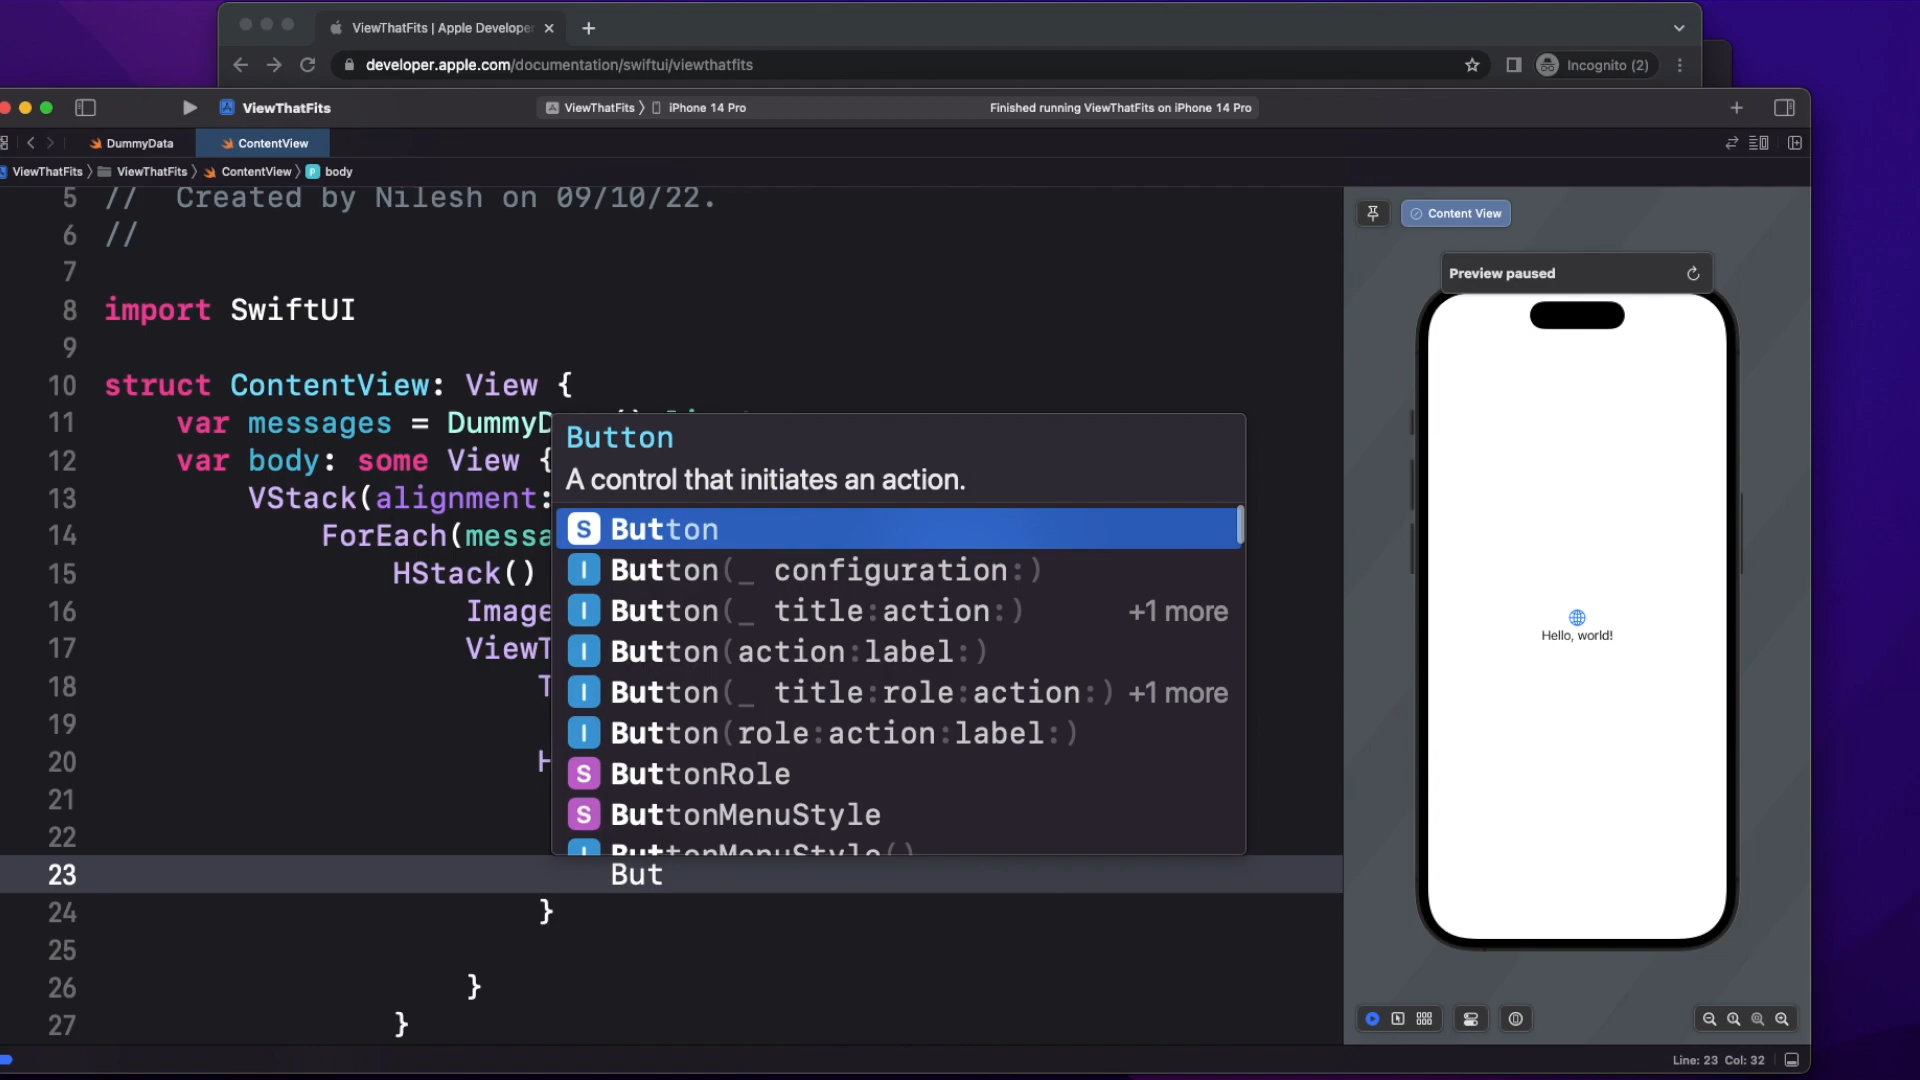 ViewThatFits | Apple Develope
developer.apple.com/documentation/swiftui/viewthatfits
Incognito (2)
ViewThatFits
ViewThatFits
iPhone 14 Pro
Finished running ViewThatFits on iPhone 14 Pro
DummyData
ContentView
ViewThatFits
ViewThatFits
ContentView
body
5 // Created by Nilesh on 09/10/22.
6 //
7
8 import SwiftUI
9
10 struct ContentView: View {
11 var messages = DummyD
12 var body: some View {
13 VStack(alignment:
14 ForEach(messa
15 HStack()
16 Image
17 ViewT
18 T
19
20 H
21
22
23 But
24 }
25
26 }
27 }
Button
A control that initiates an action.
S Button
I Button(_ configuration:)
I Button(_ title:action:) +1 more
I Button(action:label:)
I Button(_ title:role:action:) +1 more
I Button(role:action:label:)
S ButtonRole
S ButtonMenuStyle
I ButtonMenuStyle()
Content View
Preview paused
Hello, world!
Line: 23 Col: 32